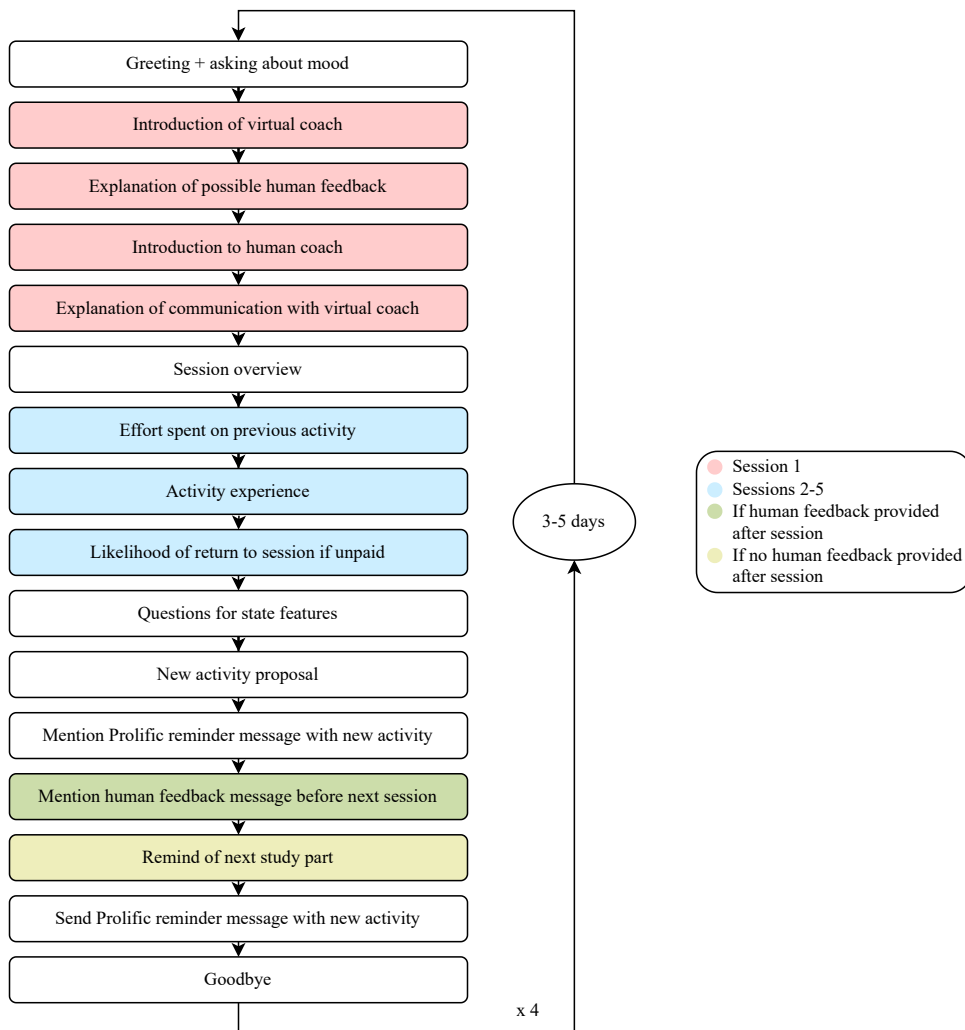 Greeting + asking about mood
Introduction of virtual coach
Explanation of possible human feedback
Introduction to human coach
Explanation of communication with virtual coach
Session overview
Effort spent on previous activity
Activity experience
Likelihood of return to session if unpaid
Questions for state features
New activity proposal
Mention Prolific reminder message with new activity
Mention human feedback message before next session
Remind of next study part
Send Prolific reminder message with new activity
Goodbye
x 4
3-5 days
Session 1
Sessions 2-5
If human feedback provided
after session
If no human feedback provided
after session